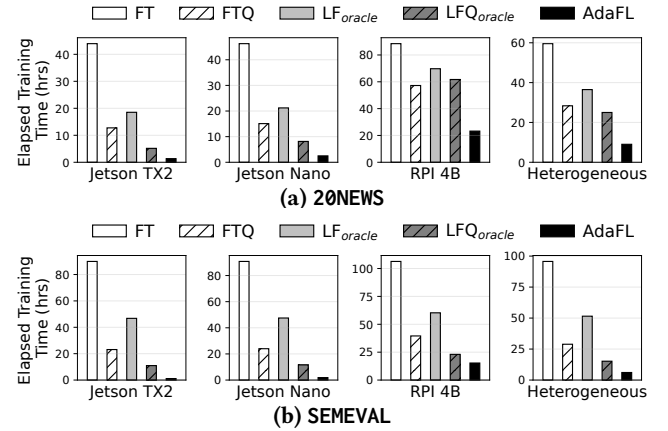 FT FTQ LForacle LFQoracle AdaFL
Elapsed Training
Time (hrs)
40
30
20
10
0
Jetson TX2
40
20
0
Jetson Nano
80
60
40
20
0
RPI 4B
60
40
20
0
Heterogeneous
(a) 20NEWS
FT FTQ LForacle LFQoracle AdaFL
Elapsed Training
Time (hrs)
80
60
40
20
0
Jetson TX2
80
60
40
20
0
Jetson Nano
100
75
50
25
0
RPI 4B
100
75
50
25
0
Heterogeneous
(b) SEMEVAL